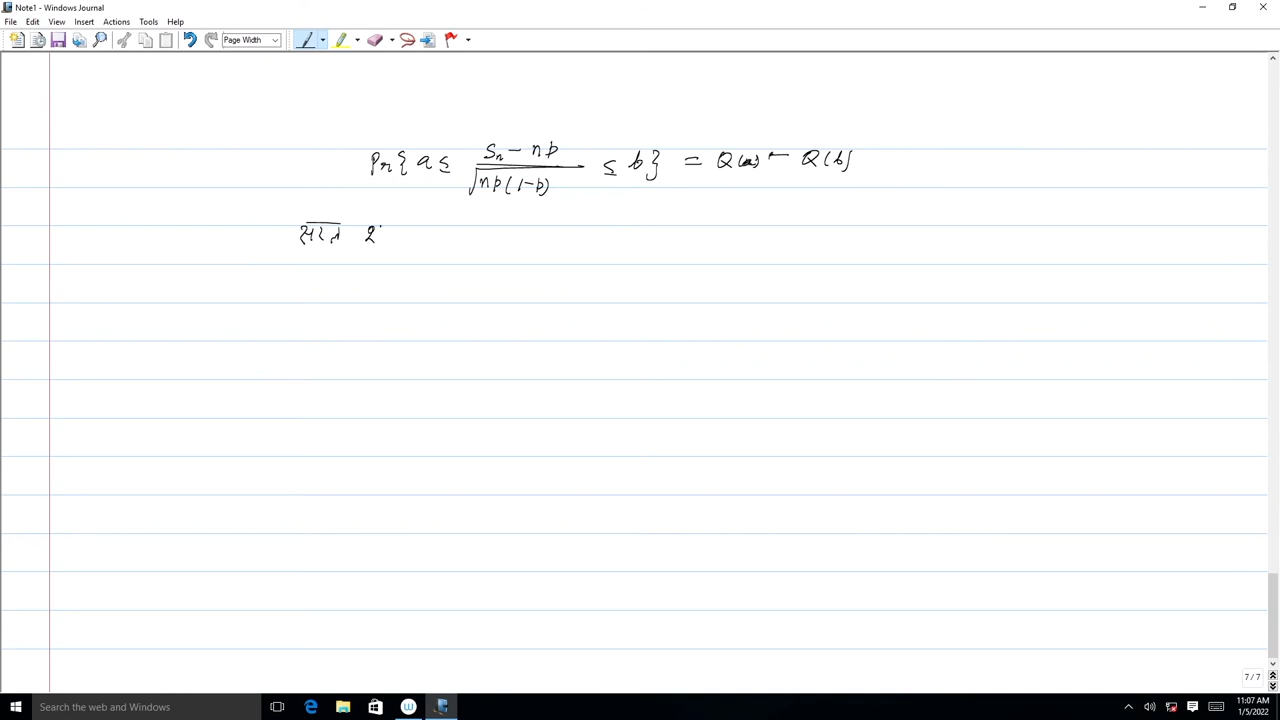 Note1 - Windows Journal
File Edit View Insert Actions Tools Help
Page Width
Pr{ a ≤ (Sn - np) / √np(1-p) ≤ b } = Q(a) - Q(b)
7/7
Search the web and Windows
11:07 AM
1/5/2022